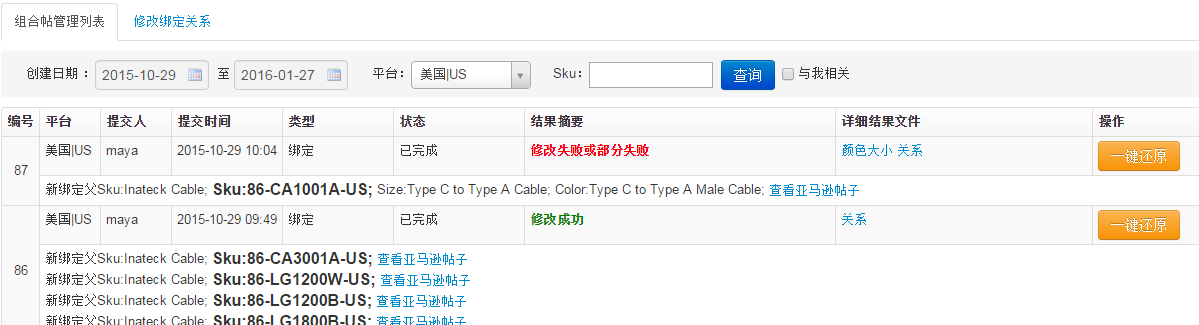 组合帖管理列表 修改绑定关系
创建日期： 2015-10-29 至 2016-01-27 平台： 美国|US Sku： 查询 与我相关
编号 平台 提交人 提交时间 类型 状态 结果摘要 详细结果文件 操作
87 美国|US maya 2015-10-29 10:04 绑定 已完成 修改失败或部分失败 颜色大小 关系 一键还原
新绑定父Sku:Inateck Cable; Sku:86-CA1001A-US; Size:Type C to Type A Cable; Color:Type C to Type A Male Cable; 查看亚马逊帖子
86 美国|US maya 2015-10-29 09:49 绑定 已完成 修改成功 关系 一键还原
新绑定父Sku:Inateck Cable; Sku:86-CA3001A-US; 查看亚马逊帖子
新绑定父Sku:Inateck Cable; Sku:86-LG1200W-US; 查看亚马逊帖子
新绑定父Sku:Inateck Cable; Sku:86-LG1200B-US; 查看亚马逊帖子
新绑定父Sku:Inateck Cable; Sku:86-LG1800B-US; 查看亚马逊帖子